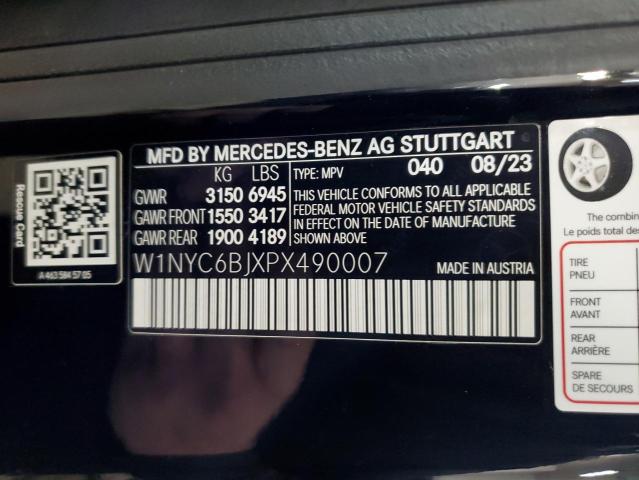 MFD BY MERCEDES-BENZ AG STUTTGART
KG LBS
GVWR 3150 6945
GAWR FRONT 1550 3417
GAWR REAR 1900 4189
TYPE: MPV 040 08/23
THIS VEHICLE CONFORMS TO ALL APPLICABLE
FEDERAL MOTOR VEHICLE SAFETY STANDARDS
IN EFFECT ON THE DATE OF MANUFACTURE
SHOWN ABOVE
W1NYC6BJXPX490007 MADE IN AUSTRIA
Rescue Card
A 463 584 57 05
The combin
Le poids total des
TIRE
PNEU
FRONT
AVANT
REAR
ARRIÈRE
SPARE
DE SECOURS